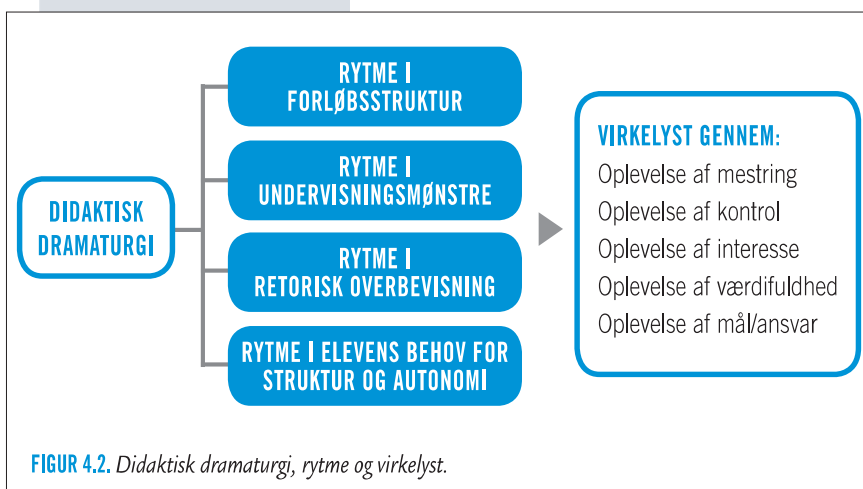 DIDAKTISK
DRAMATURGI
RYTME I
FORLØBSSTRUKTUR
RYTME I
UNDERVISNINGSMØNSTRE
RYTME I
RETORISK OVERBEVISNING
RYTME I ELEVENS BEHOV FOR
STRUKTUR OG AUTONOMI
VIRKELYST GENNEM:
Oplevelse af mestring
Oplevelse af kontrol
Oplevelse af interesse
Oplevelse af værdifuldhed
Oplevelse af mål/ansvar
FIGUR 4.2. Didaktisk dramaturgi, rytme og virkelyst.